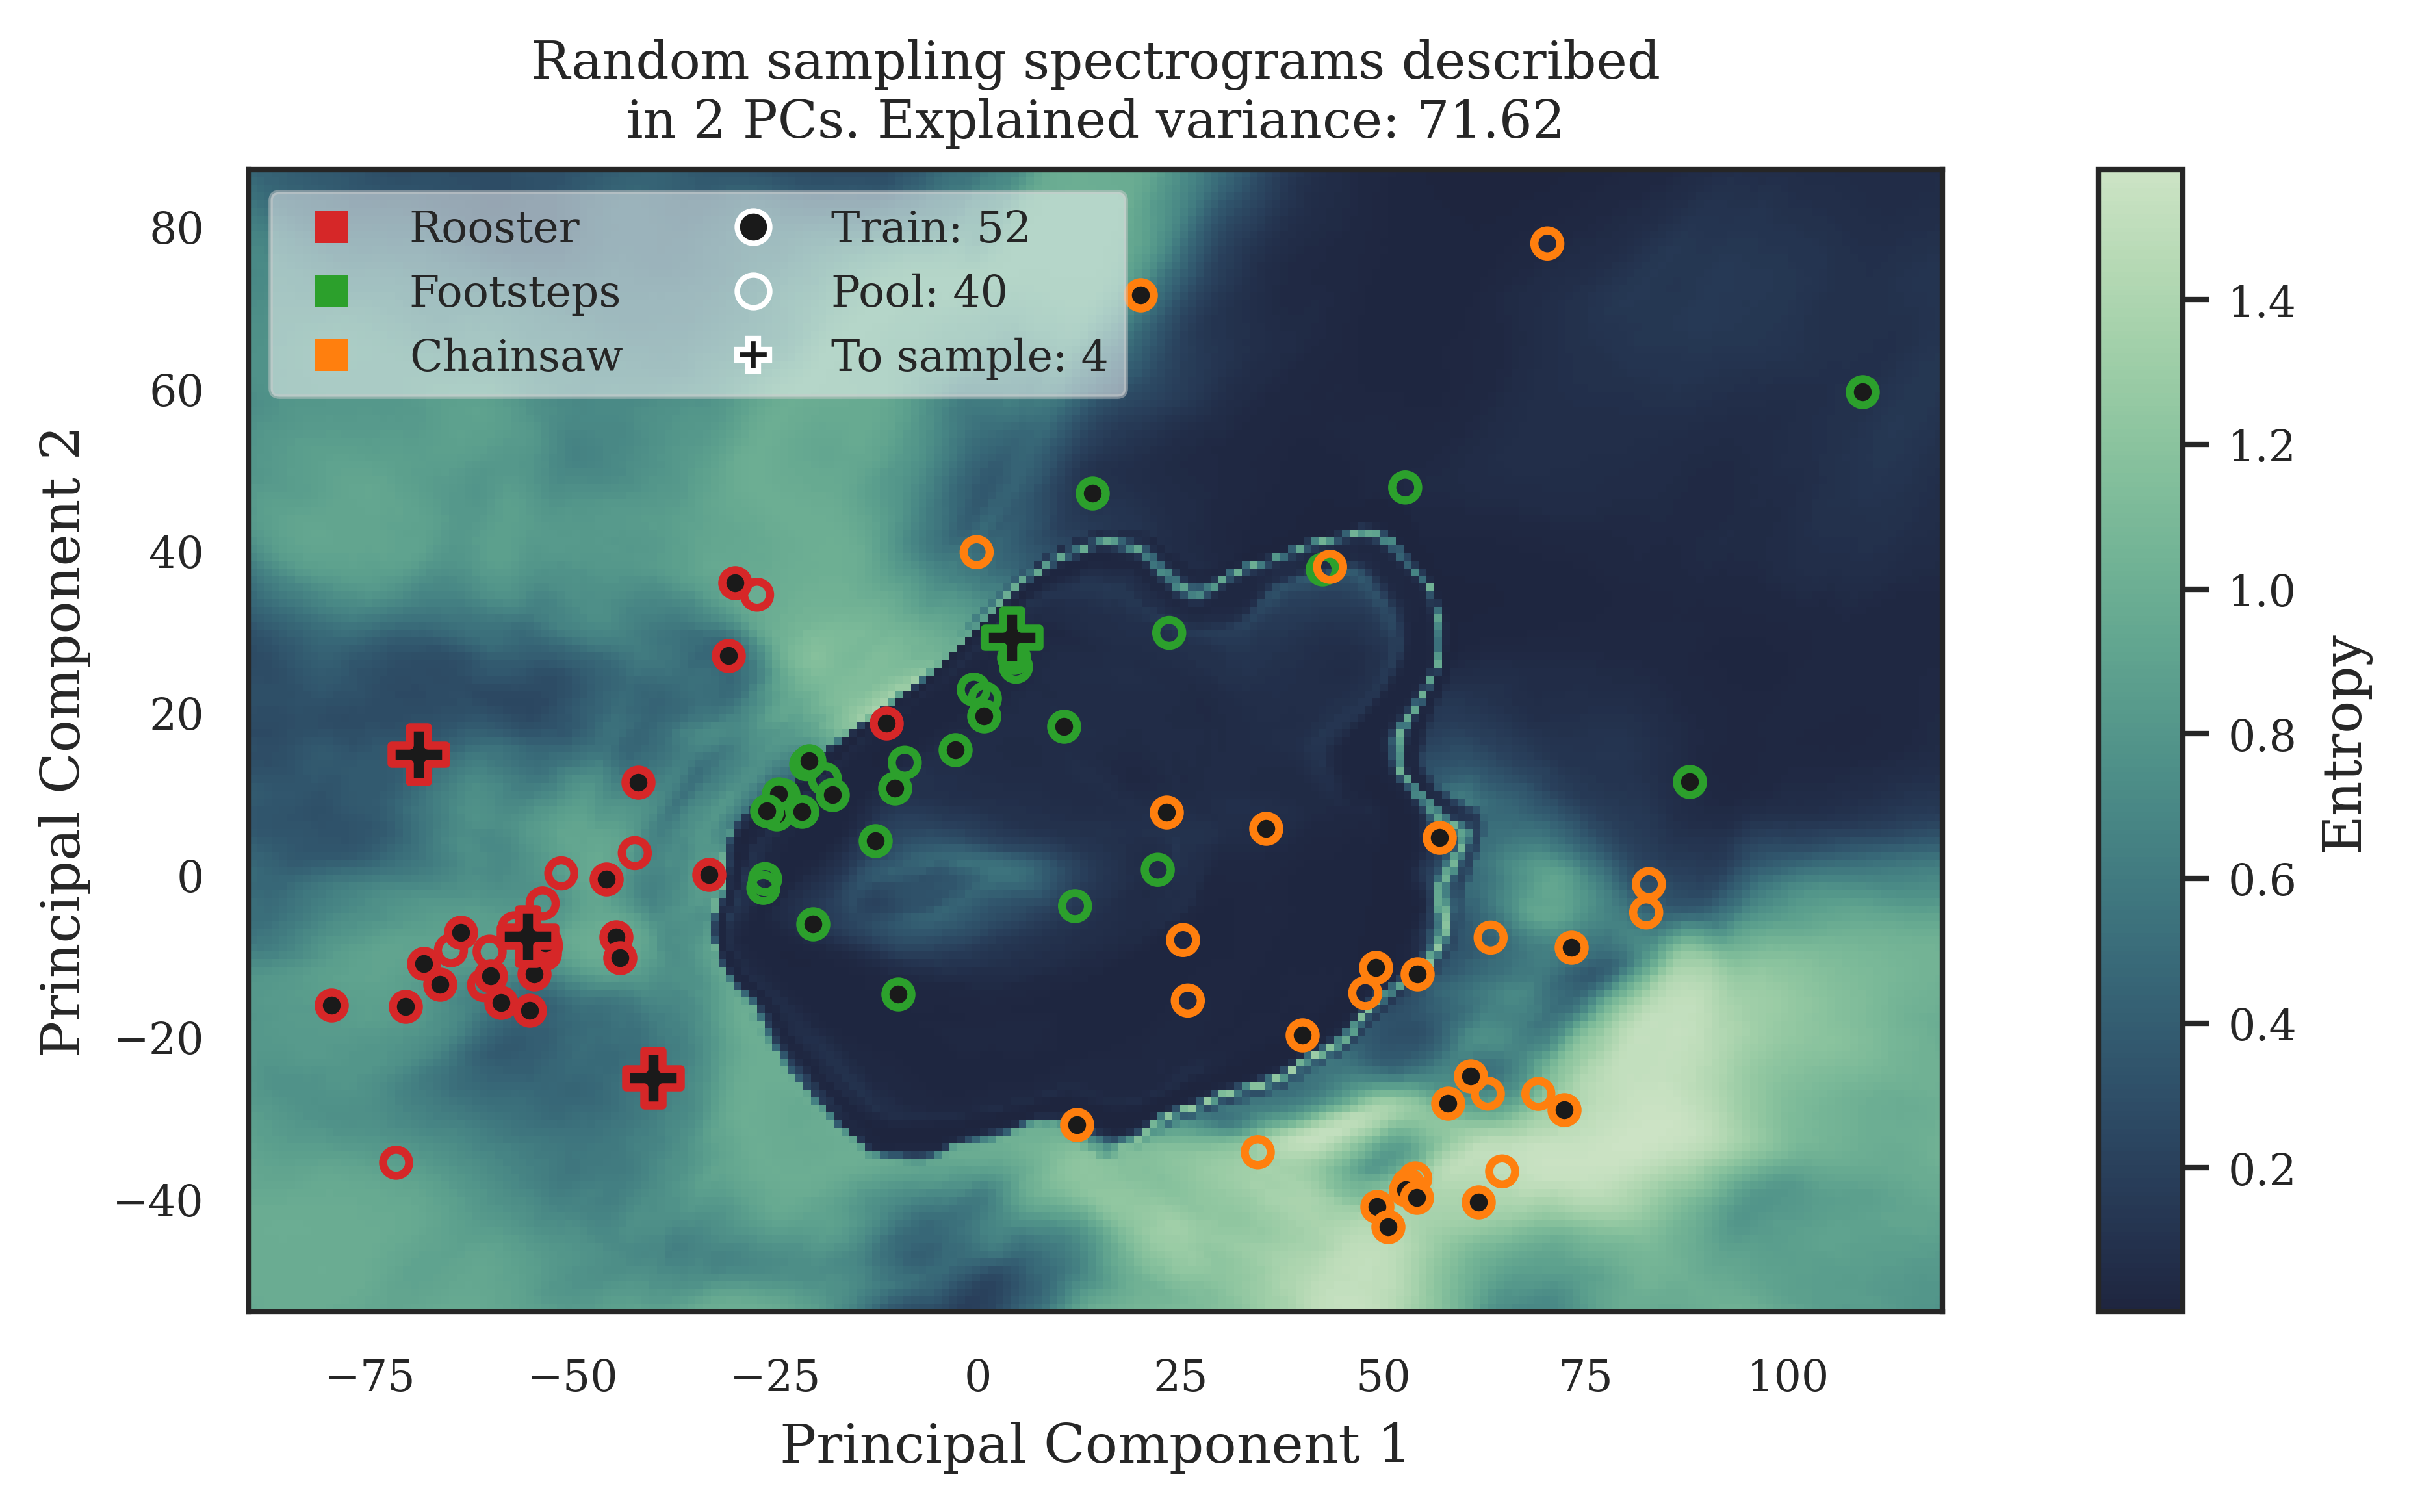 Random sampling spectrograms described
in 2 PCs. Explained variance: 71.62
Rooster
Footsteps
Chainsaw
Train: 52
Pool: 40
To sample: 4
Principal Component 2
80
60
40
20
0
−20
−40
−75 −50 −25 0 25 50 75 100
Principal Component 1
1.4
1.2
1.0
0.8
0.6
0.4
0.2
Entropy